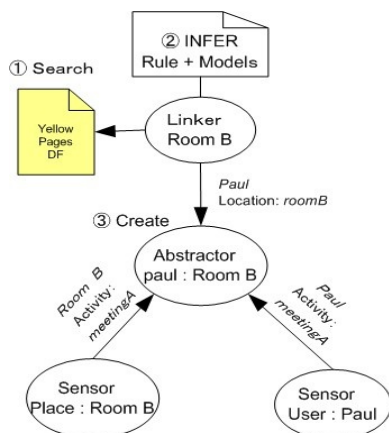 ② INFER
Rule + Models
① Search
Yellow
Pages
DF
Linker
Room B
Paul
Location: roomB
③ Create
Abstractor
paul : Room B
Room B
Activity:
meetingA
Paul
Activity:
meetingA
Sensor
Place : Room B
Sensor
User : Paul